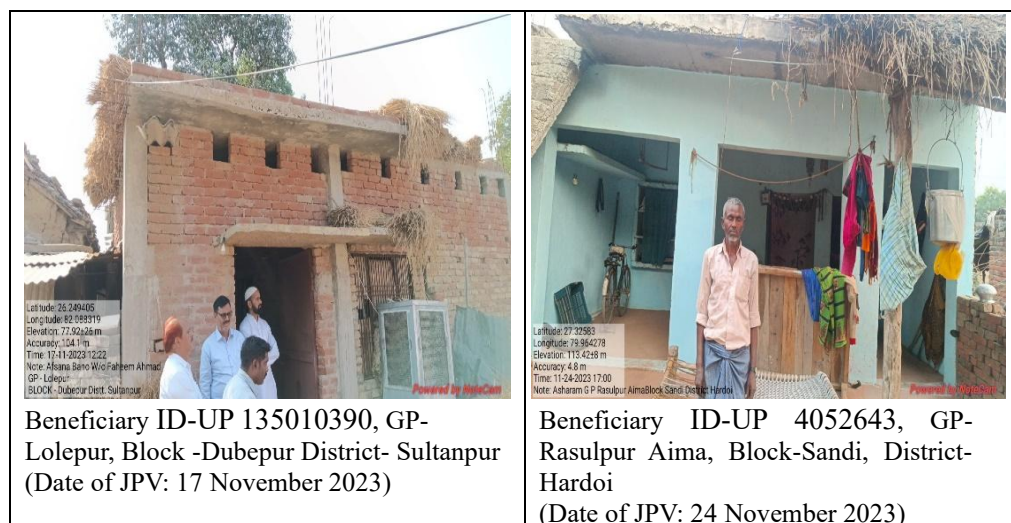 Latitude: 26.249405
Longitude: 82.083319
Elevation: 77.92±26 m
Accuracy: 104.1 m
Time: 17-11-2023 12:22
Note: Afsana Bano W/o Faheem Ahmad
GP - Lolepur
BLOCK - Dubepur Distt. Sultanpur
Powered by NoteCam
Beneficiary ID-UP 135010390, GP-
Lolepur, Block -Dubepur District- Sultanpur
(Date of JPV: 17 November 2023)
Latitude: 27.32583
Longitude: 79.964278
Elevation: 113.42±8 m
Accuracy: 4.8 m
Time: 11-24-2023 17:00
Note: Asharam G P Rasulpur AimaBlock Sandi District Hardoi
Powered by NoteCam
Beneficiary ID-UP 4052643, GP-
Rasulpur Aima, Block-Sandi, District-
Hardoi
(Date of JPV: 24 November 2023)